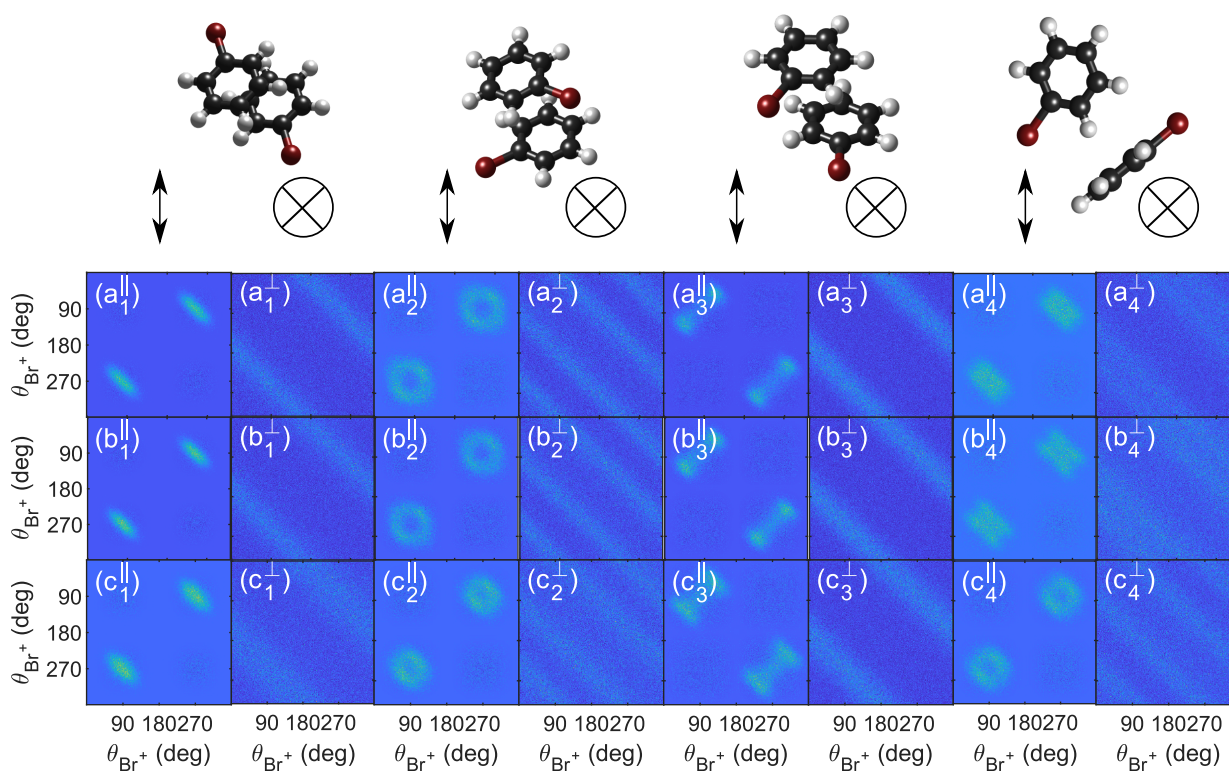 (a₁^||) (a₁^⊥) (a₂^||) (a₂^⊥) (a₃^||) (a₃^⊥) (a₄^||) (a₄^⊥)
90
180
270
θBr+ (deg)
(b₁^||) (b₁^⊥) (b₂^||) (b₂^⊥) (b₃^||) (b₃^⊥) (b₄^||) (b₄^⊥)
90
180
270
θBr+ (deg)
(c₁^||) (c₁^⊥) (c₂^||) (c₂^⊥) (c₃^||) (c₃^⊥) (c₄^||) (c₄^⊥)
90
180
270
θBr+ (deg)
90 180270 90 180270 90 180270 90 180270 90 180270 90 180270 90 180270 90 180270
θBr+ (deg) θBr+ (deg) θBr+ (deg) θBr+ (deg) θBr+ (deg) θBr+ (deg) θBr+ (deg) θBr+ (deg)